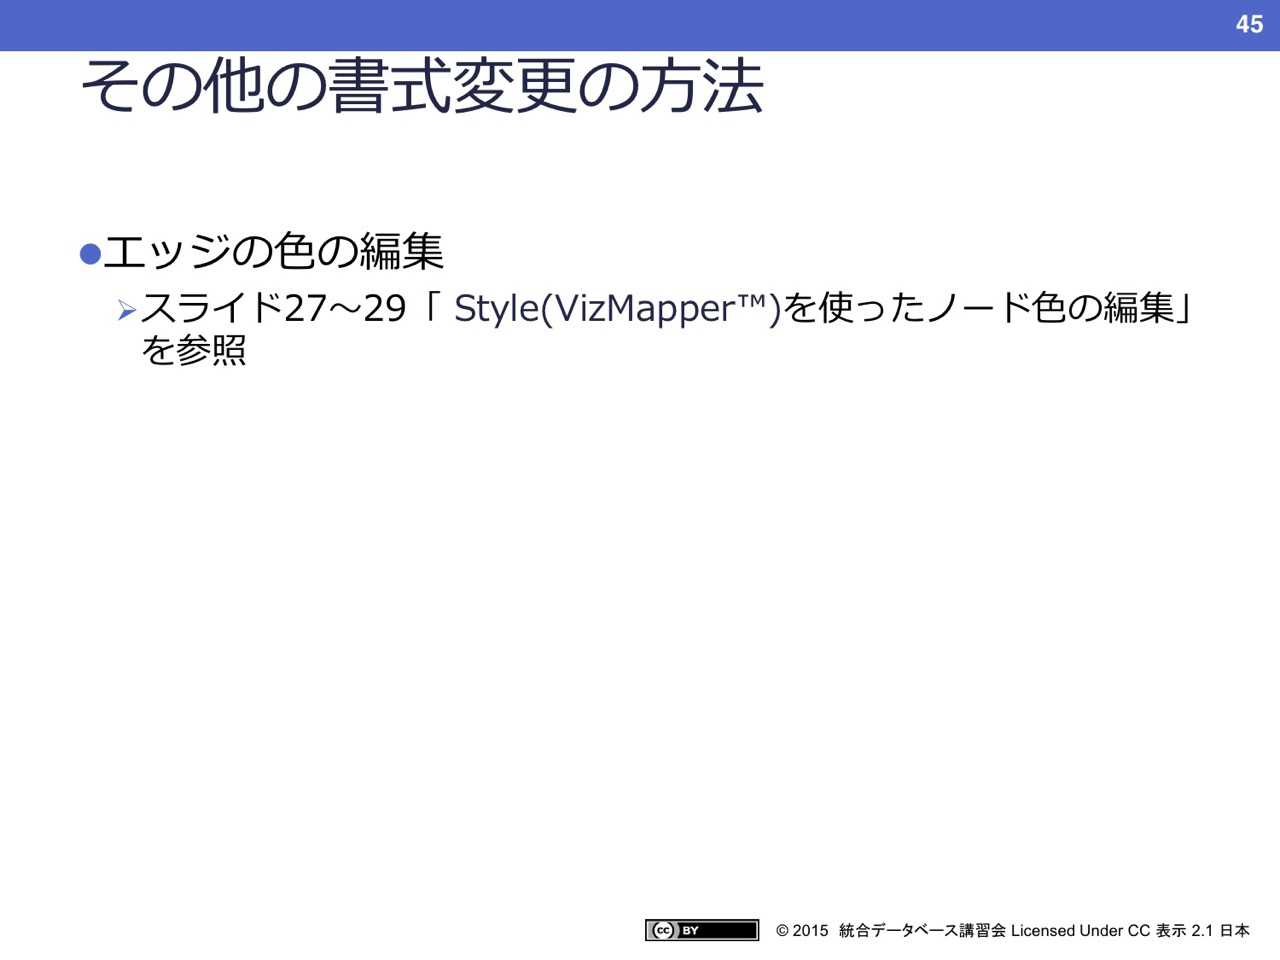 45
その他の書式変更の方法
●エッジの色の編集
➢スライド27～29「 Style(VizMapper™)を使ったノード色の編集」
を参照
cc BY
© 2015 統合データベース講習会 Licensed Under CC 表示 2.1 日本